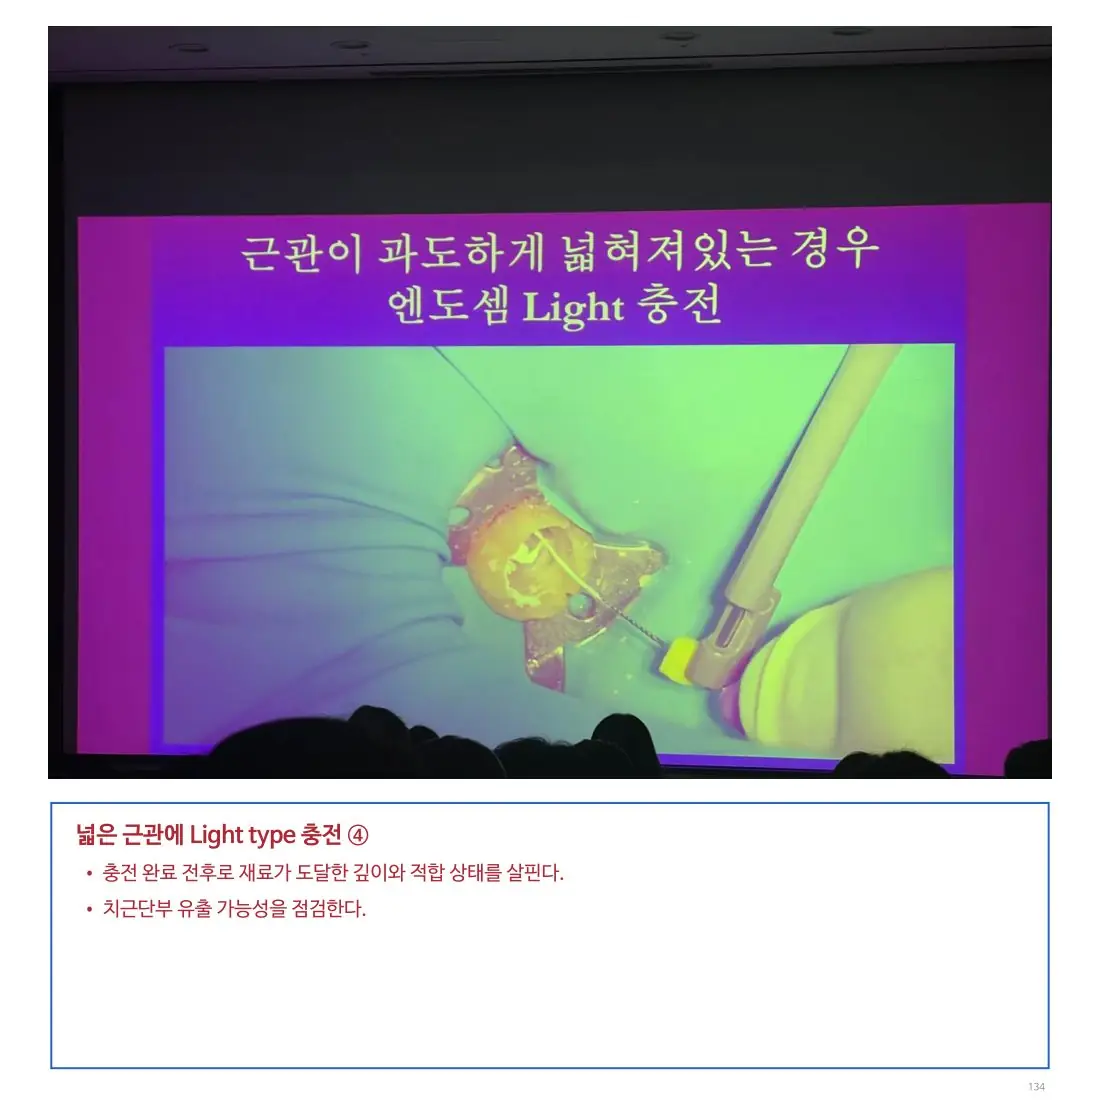 근관이 과도하게 넓혀져있는 경우
엔도셈 Light 충전
넓은 근관에 Light type 충전 ④
• 충전 완료 전후로 재료가 도달한 깊이와 적합 상태를 살핀다.
• 치근단부 유출 가능성을 점검한다.
134